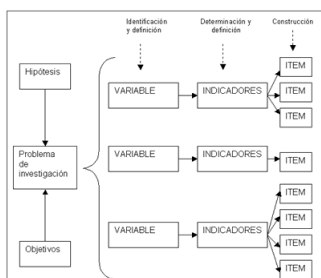 Identificación
y definición
Determinación y
definición
Construcción
Hipótesis
Problema
de
investigación
Objetivos
VARIABLE
INDICADORES
ITEM
ITEM
ITEM
VARIABLE
INDICADORES
ITEM
VARIABLE
INDICADORES
ITEM
ITEM
ITEM
ITEM